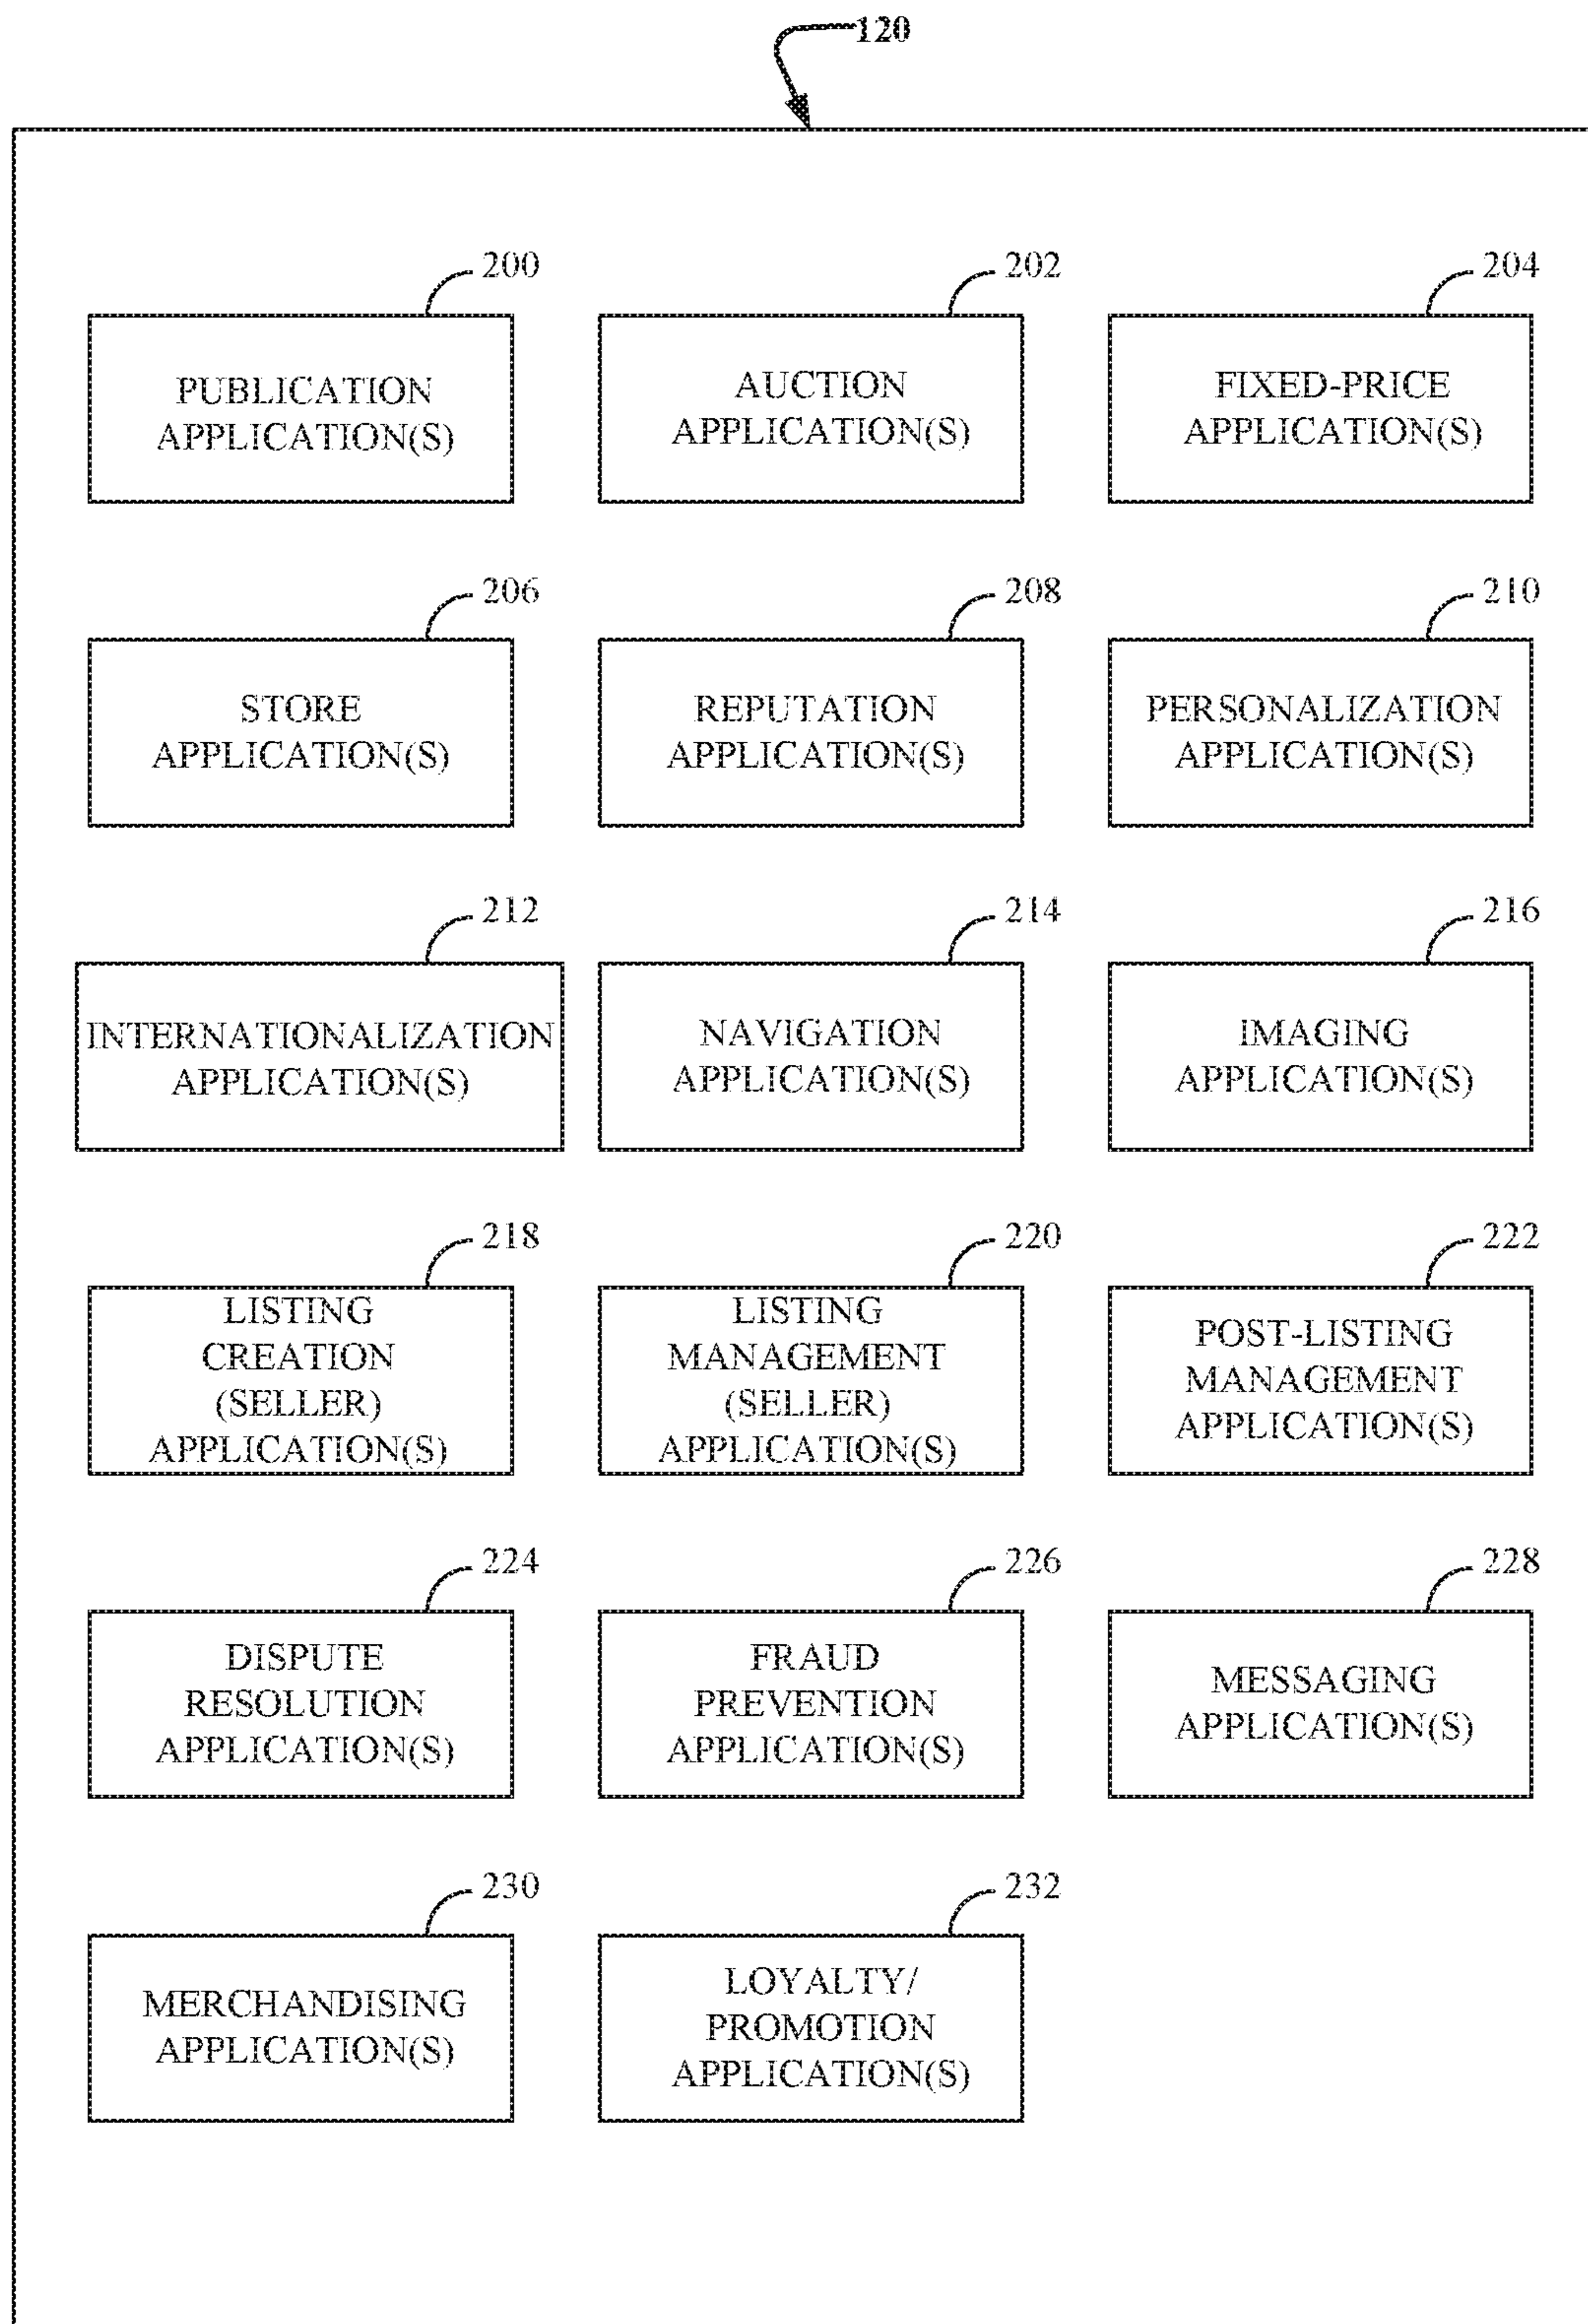 120
200
202
204
PUBLICATION
APPLICATION(S)
AUCTION
APPLICATION(S)
FIXED-PRICE
APPLICATION(S)
206
208
210
STORE
APPLICATION(S)
REPUTATION
APPLICATION(S)
PERSONALIZATION
APPLICATION(S)
212
214
216
INTERNATIONALIZATION
APPLICATION(S)
NAVIGATION
APPLICATION(S)
IMAGING
APPLICATION(S)
218
220
222
LISTING
CREATION
(SELLER)
APPLICATION(S)
LISTING
MANAGEMENT
(SELLER)
APPLICATION(S)
POST-LISTING
MANAGEMENT
APPLICATION(S)
224
226
228
DISPUTE
RESOLUTION
APPLICATION(S)
FRAUD
PREVENTION
APPLICATION(S)
MESSAGING
APPLICATION(S)
230
232
MERCHANDISING
APPLICATION(S)
LOYALTY/
PROMOTION
APPLICATION(S)